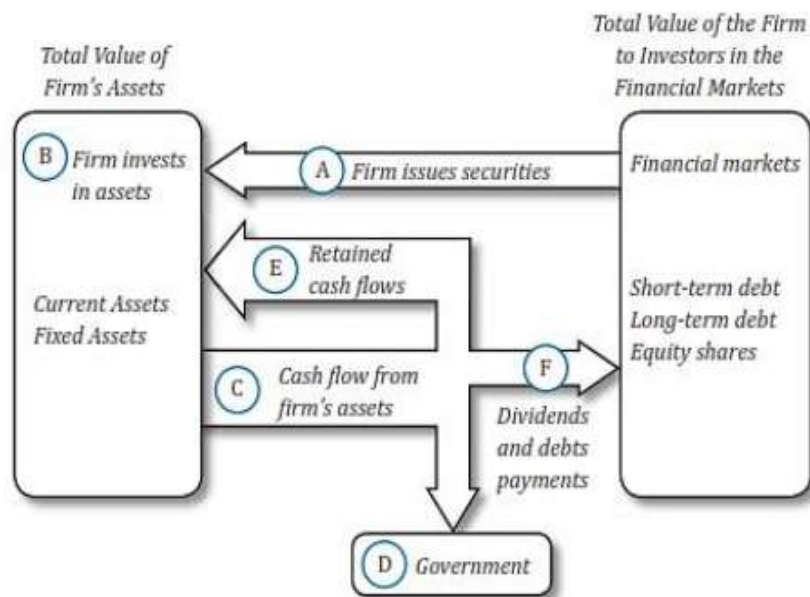 Total Value of
Firm's Assets
Total Value of the Firm
to Investors in the
Financial Markets
B
Firm invests
in assets
A
Firm issues securities
Financial markets
E
Retained
cash flows
Current Assets
Fixed Assets
Short-term debt
Long-term debt
Equity shares
C
Cash flow from
firm's assets
F
Dividends
and debts
payments
D
Government